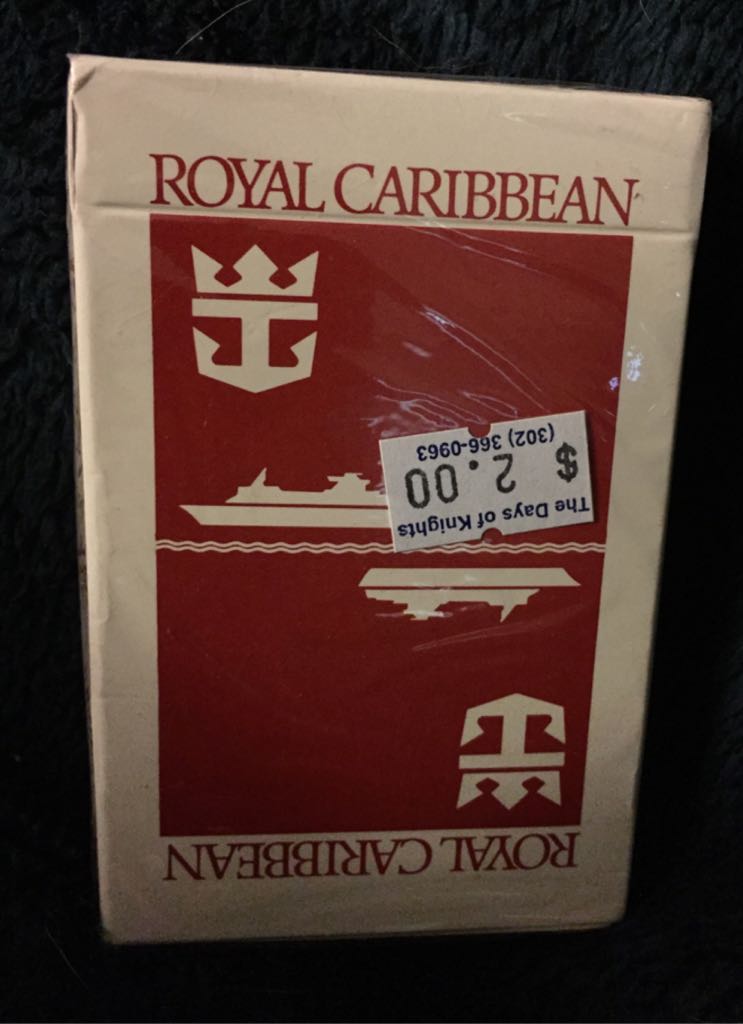 ROYAL CARIBBEAN
The Days of Knights
$ 2.00
(302) 366-0963
ROYAL CARIBBEAN